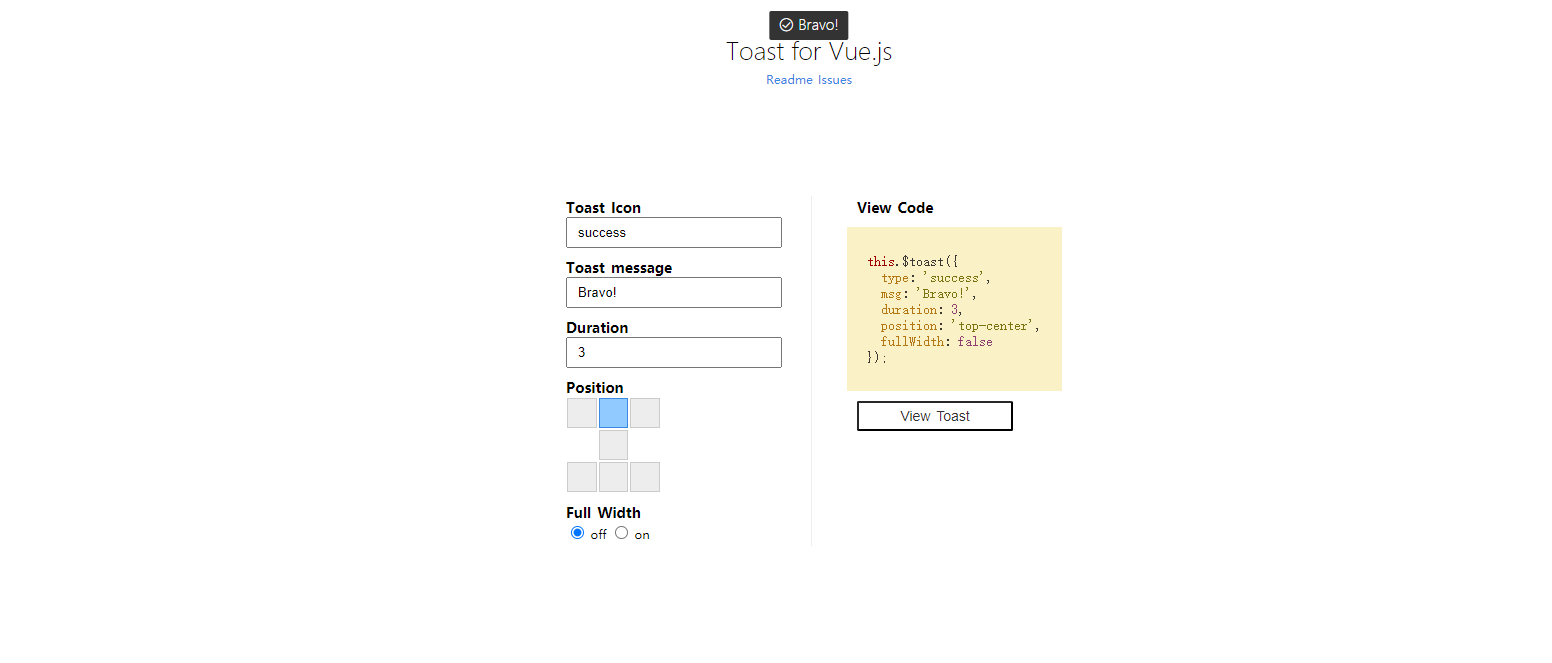 Bravo!
Toast for Vue.js
Readme Issues
Toast Icon
success
Toast message
Bravo!
Duration
3
Position
Full Width
off on
View Code
this.$toast({
  type: 'success',
  msg: 'Bravo!',
  duration: 3,
  position: 'top-center',
  fullWidth: false
});
View Toast